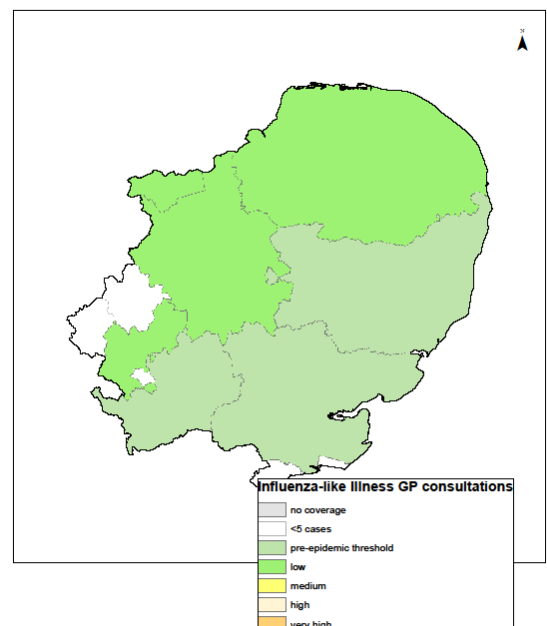 N
Influenza-like Illness GP consultations
no coverage
<5 cases
pre-epidemic threshold
low
medium
high
very high